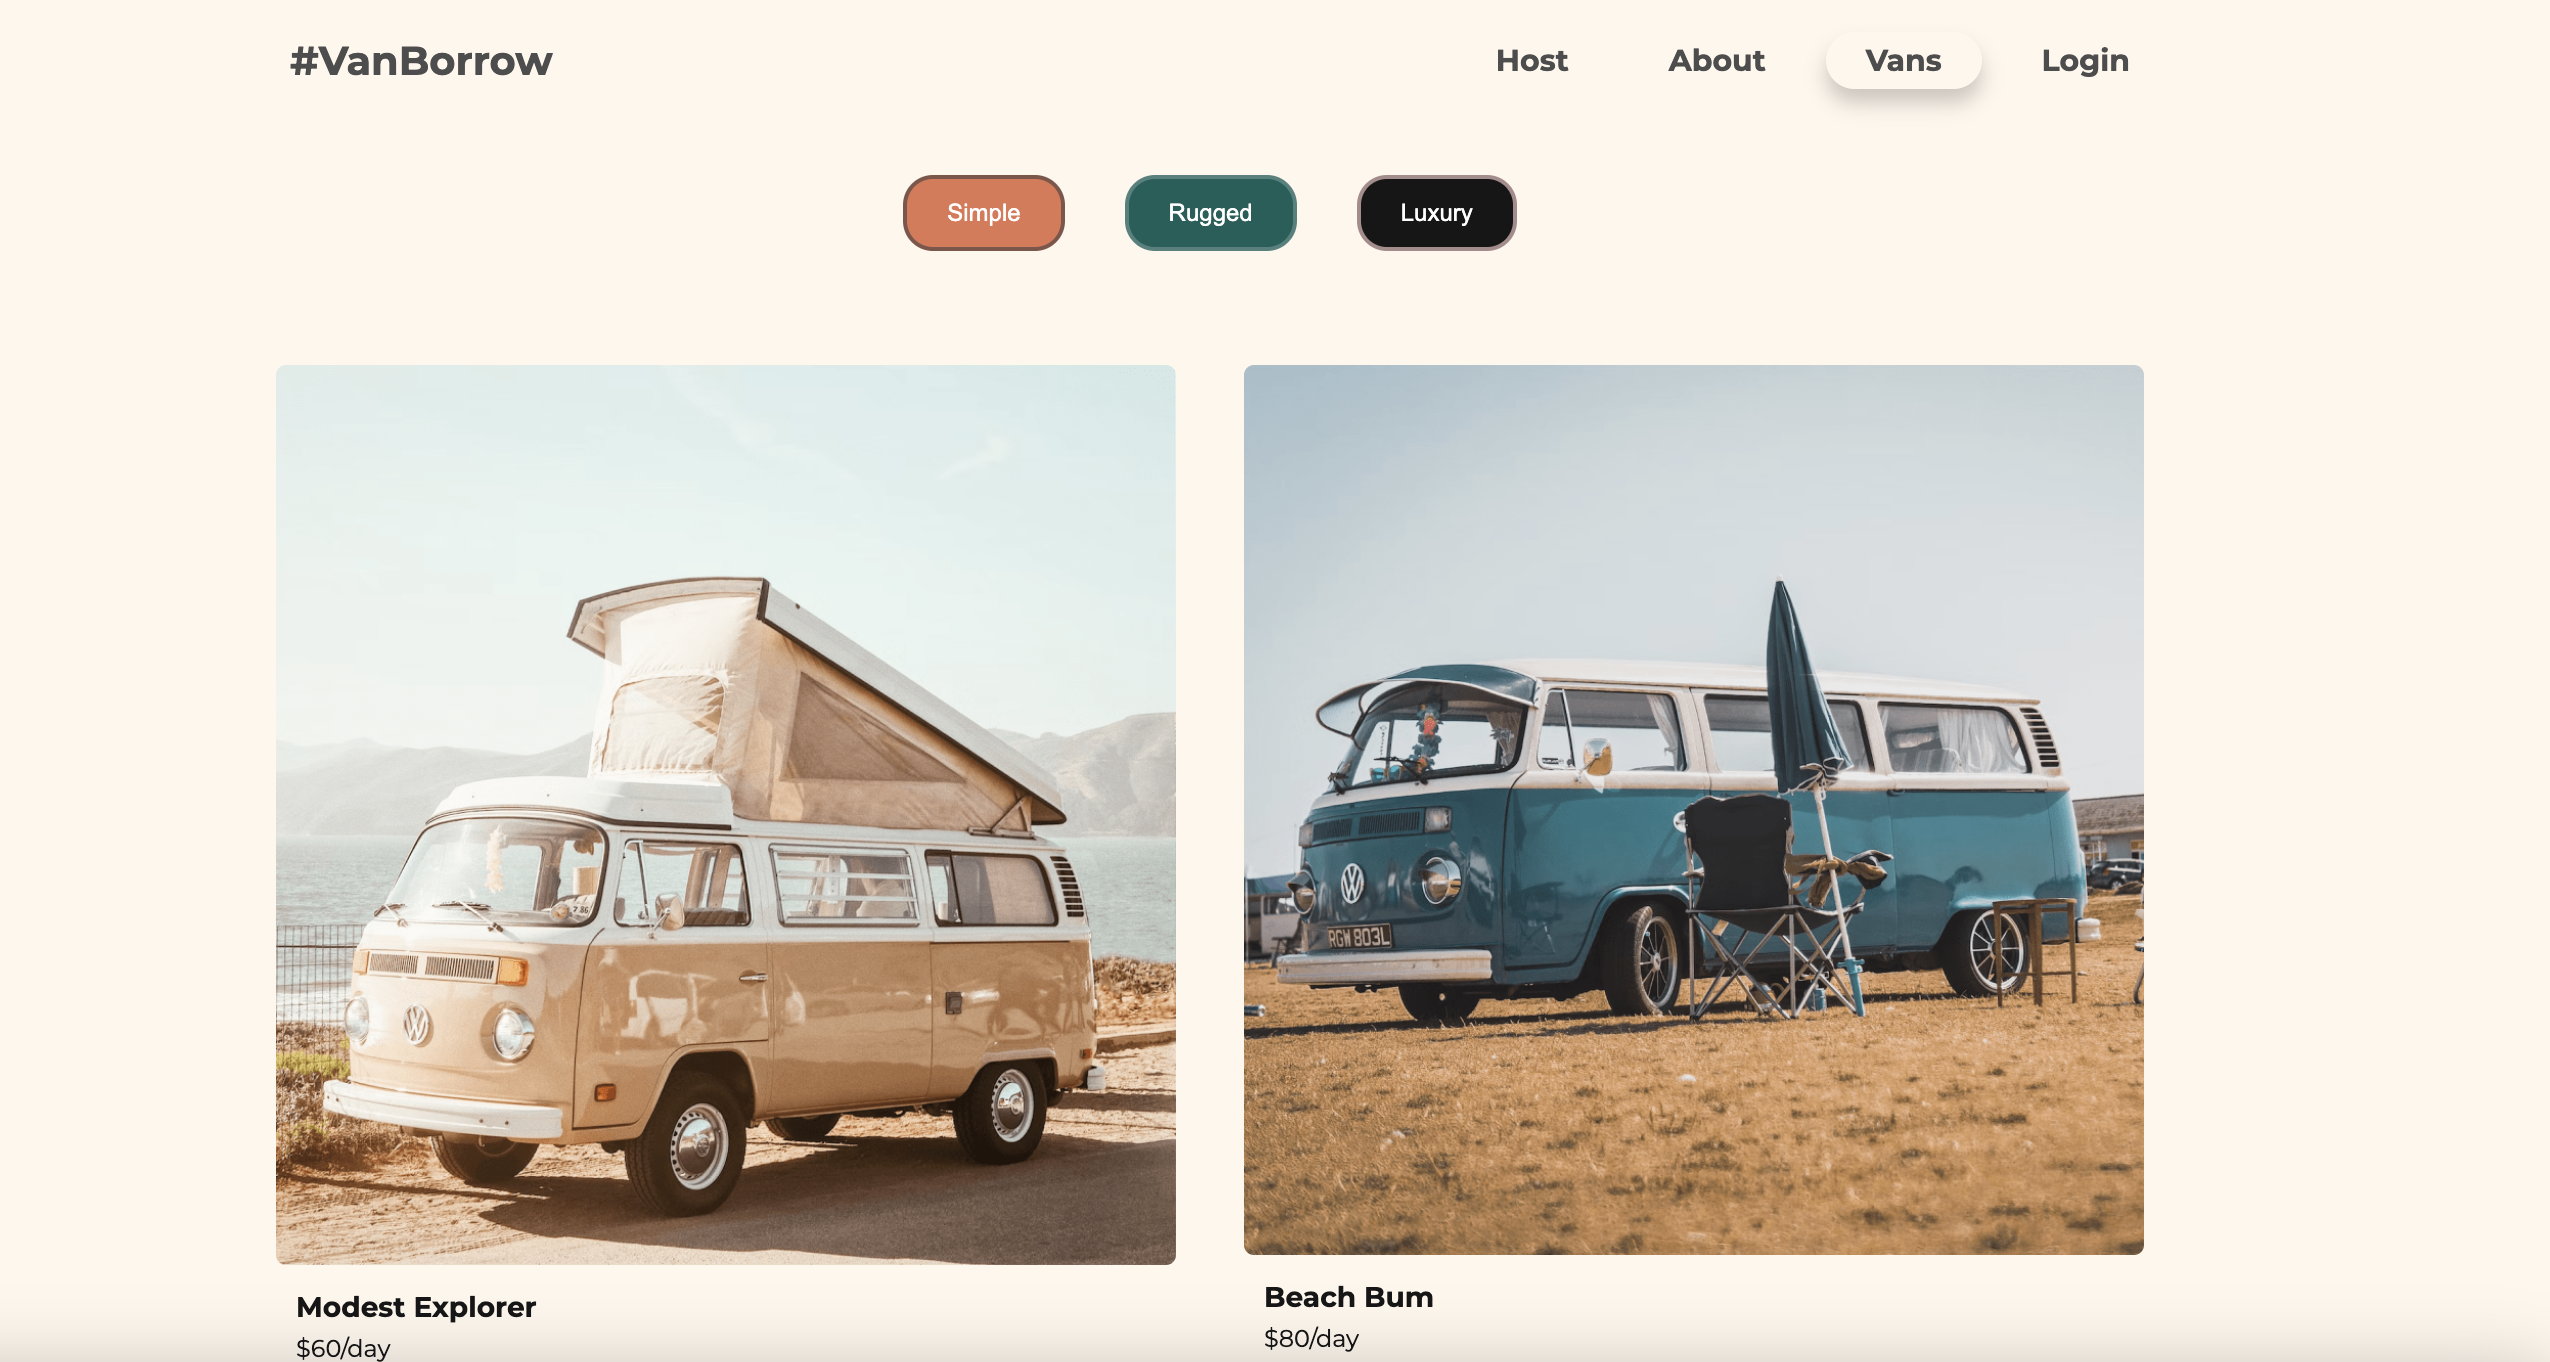 #VanBorrow
Host About Vans Login
Simple Rugged Luxury
RGW 803L
Modest Explorer
$60/day
Beach Bum
$80/day